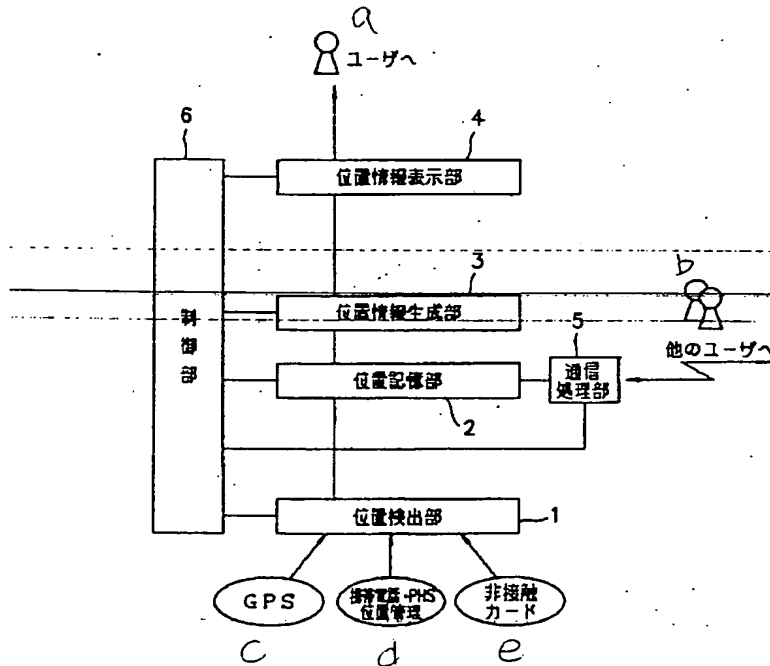 a
ユーザへ
6
4
位置情報表示部
3
b
位置情報生成部
制御部
5
他のユーザへ
位置記憶部
通信
処理部
2
位置検出部
1
GPS
携帯電話・PHS
位置管理
非接触
カード
c
d
e